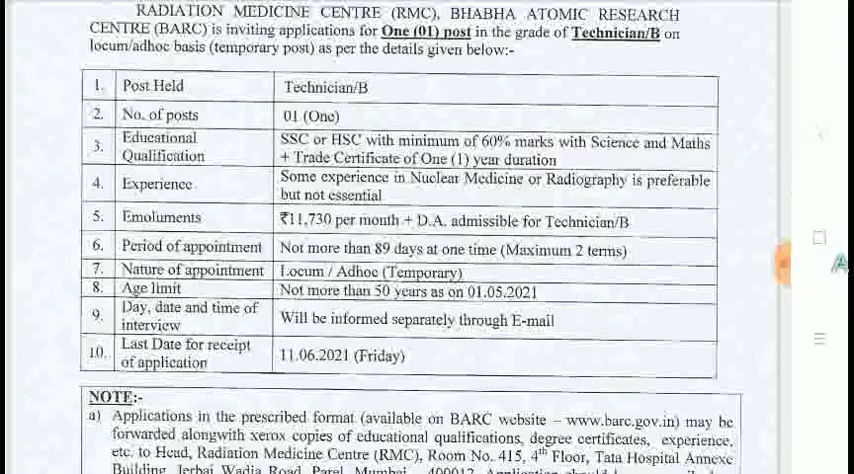 RADIATION MEDICINE CENTRE (RMC), BHABHA ATOMIC RESEARCH
CENTRE (BARC) is inviting applications for One (01) post in the grade of Technician/B on
locum/adhoc basis (temporary post) as per the details given below:-
1. Post Held Technician/B
2. No. of posts 01 (One)
3. Educational Qualification SSC or HSC with minimum of 60% marks with Science and Maths
+ Trade Certificate of One (1) year duration
4. Experience Some experience in Nuclear Medicine or Radiography is preferable
but not essential
5. Emoluments ₹11,730 per month + D.A. admissible for Technician/B
6. Period of appointment Not more than 89 days at one time (Maximum 2 terms)
7. Nature of appointment Locum / Adhoc (Temporary)
8. Age limit Not more than 50 years as on 01.05.2021
9. Day, date and time of
interview Will be informed separately through E-mail
10. Last Date for receipt
of application 11.06.2021 (Friday)
NOTE:-
a) Applications in the prescribed format (available on BARC website – www.barc.gov.in) may be
forwarded alongwith xerox copies of educational qualifications, degree certificates, experience,
etc. to Head, Radiation Medicine Centre (RMC), Room No. 415, 4th Floor, Tata Hospital Annexe
Building, Jerbai Wadia Road, Parel, Mumbai 400012
A